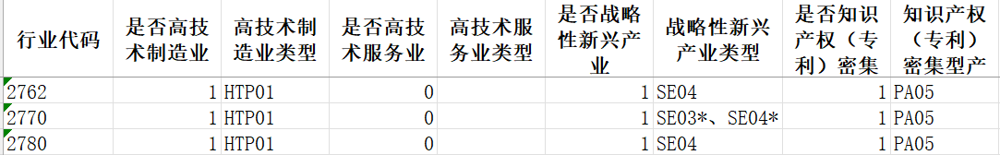 行业代码 是否高技术制造业 高技术制造业类型 是否高技术服务业 高技术服务业类型 是否战略性新兴产业 战略性新兴产业类型 是否知识产权（专利）密集 知识产权（专利）密集型产
2762 1 HTP01 0 1 SE04 1 PA05
2770 1 HTP01 0 1 SE03*、SE04* 1 PA05
2780 1 HTP01 0 1 SE04 1 PA05